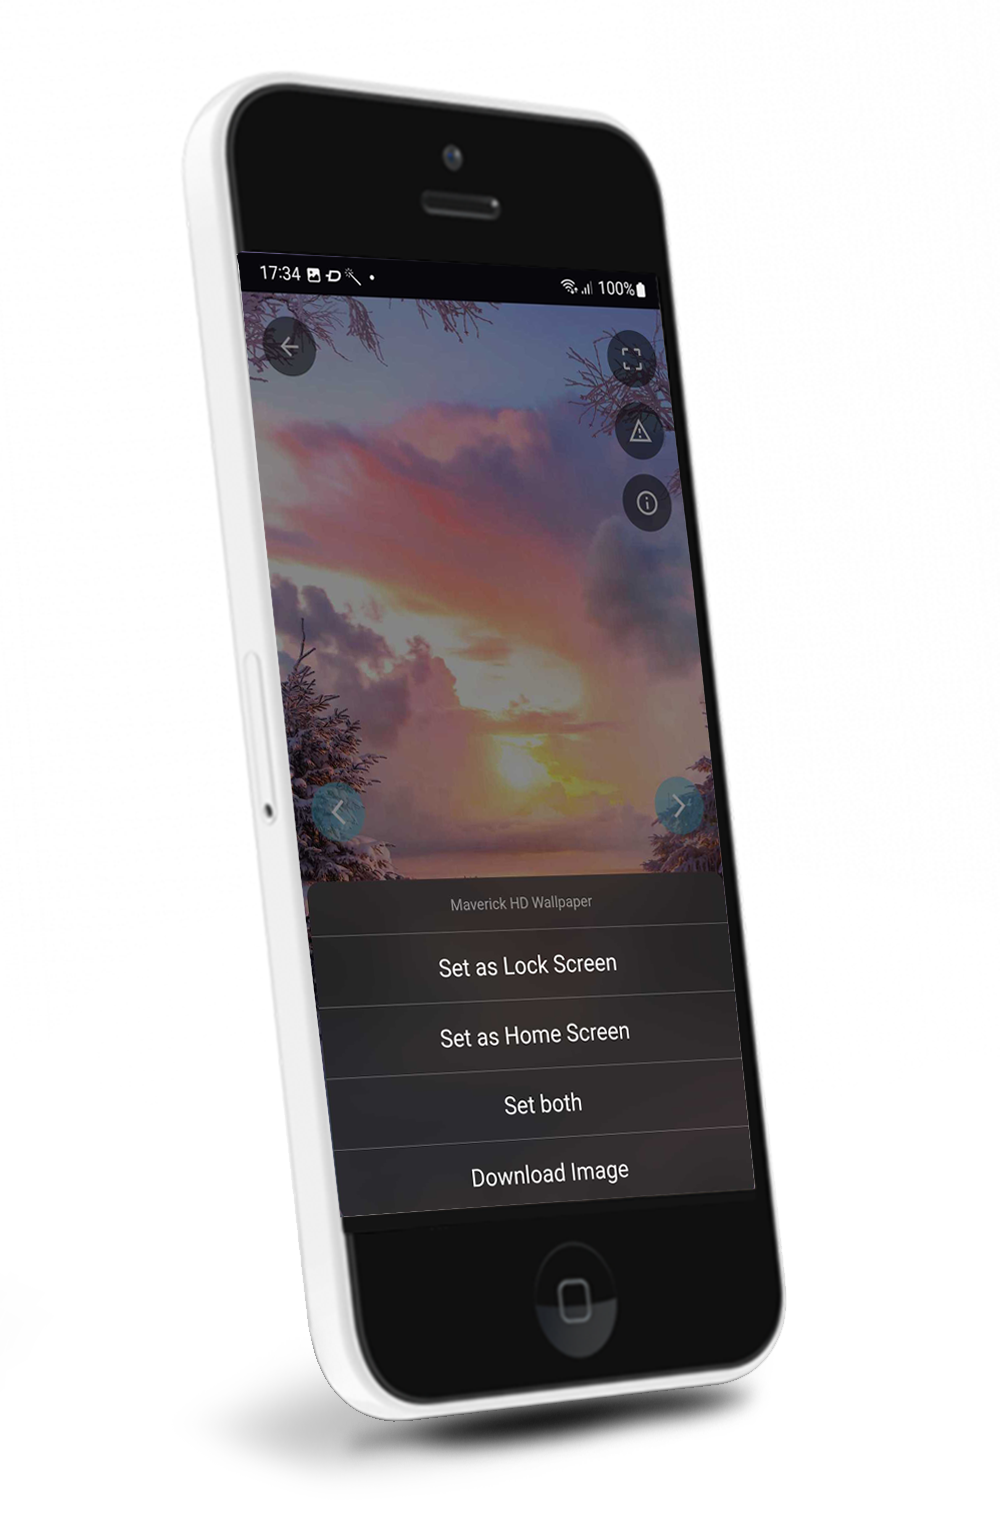 17:34
100%
Maverick HD Wallpaper
Set as Lock Screen
Set as Home Screen
Set both
Download Image